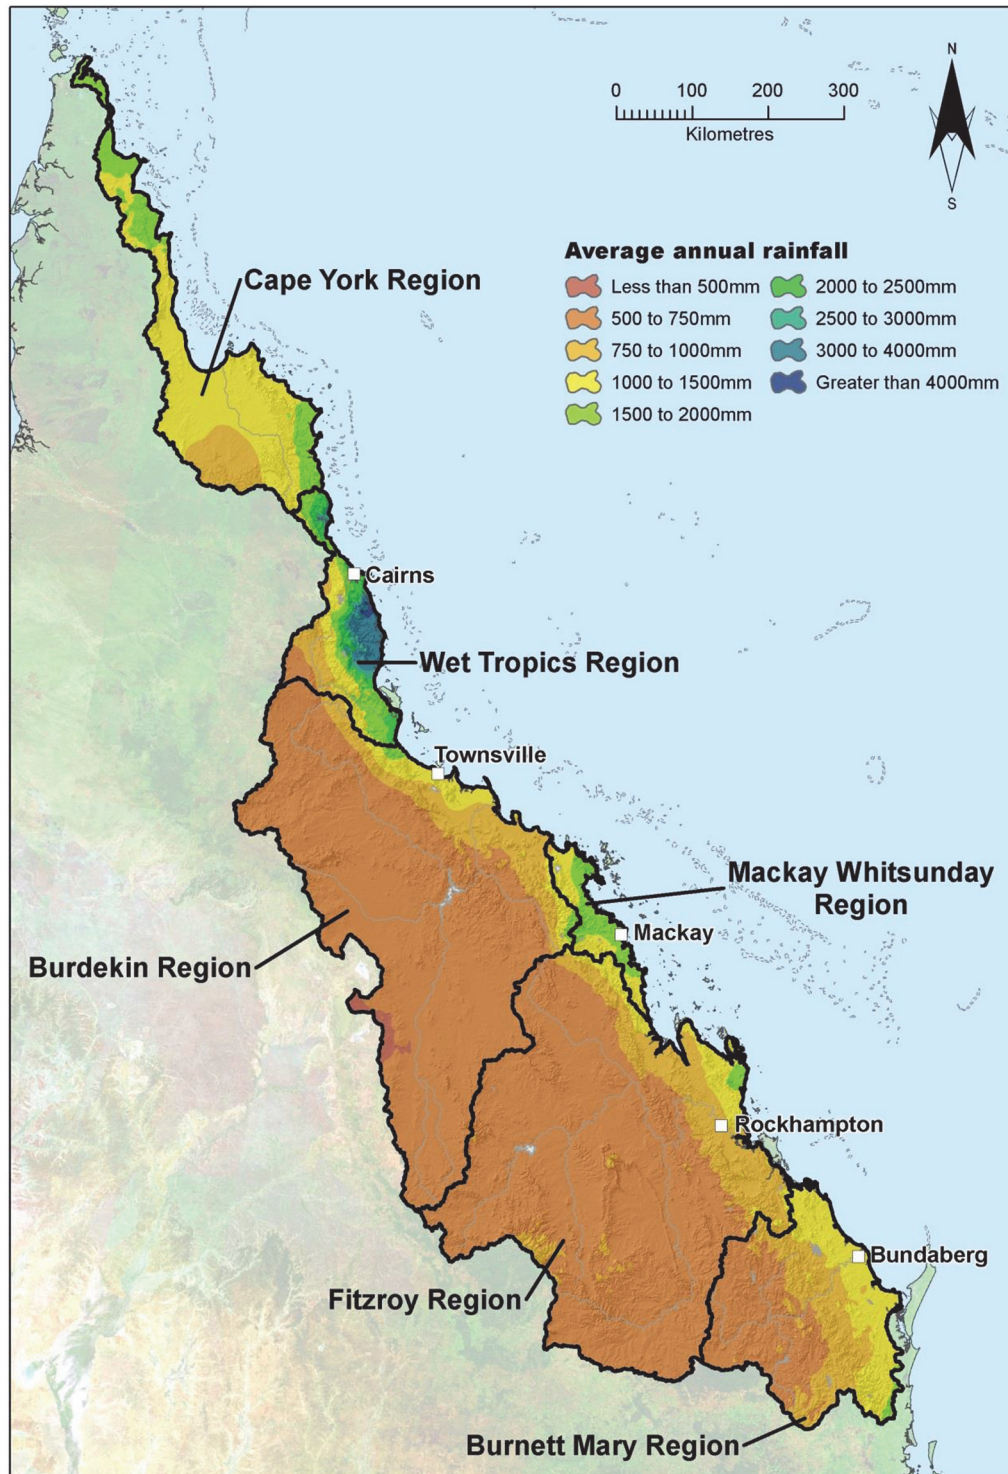 N
0 100 200 300
Kilometres
S
Average annual rainfall
Less than 500mm
500 to 750mm
750 to 1000mm
1000 to 1500mm
1500 to 2000mm
2000 to 2500mm
2500 to 3000mm
3000 to 4000mm
Greater than 4000mm
Cape York Region
Cairns
Wet Tropics Region
Townsville
Mackay Whitsunday
Region
Mackay
Burdekin Region
Rockhampton
Bundaberg
Fitzroy Region
Burnett Mary Region